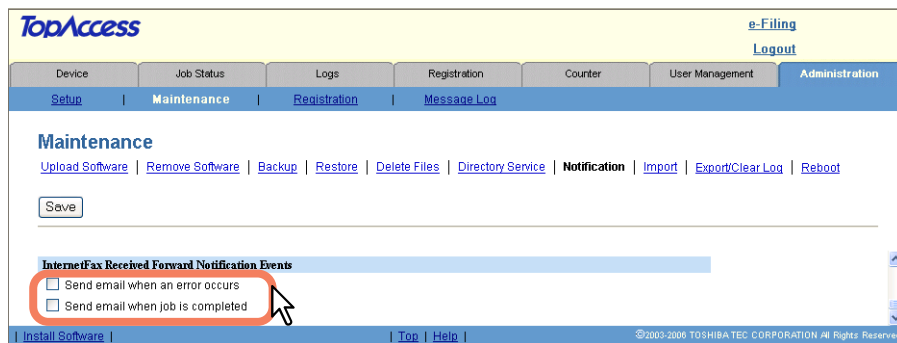 TopAccess
e-Filing
Logout
Device Job Status Logs Registration Counter User Management Administration
Setup | Maintenance | Registration | Message Log
Maintenance
Upload Software | Remove Software | Backup | Restore | Delete Files | Directory Service | Notification | Import | Export/Clear Log | Reboot
Save
InternetFax Received Forward Notification Events
Send email when an error occurs
Send email when job is completed
| Install Software | | Top | Help | ©2003-2006 TOSHIBA TEC CORPORATION All Rights Reserve